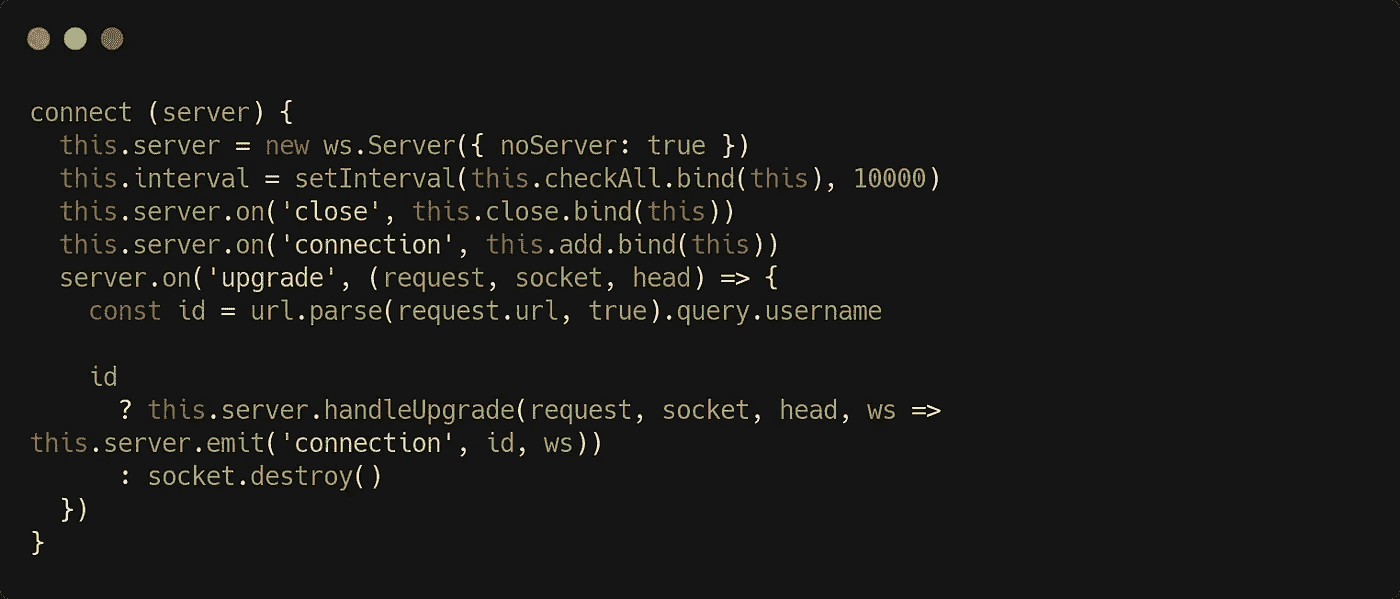 connect (server) {
  this.server = new ws.Server({ noServer: true })
  this.interval = setInterval(this.checkAll.bind(this), 10000)
  this.server.on('close', this.close.bind(this))
  this.server.on('connection', this.add.bind(this))
  server.on('upgrade', (request, socket, head) => {
    const id = url.parse(request.url, true).query.username

    id
      ? this.server.handleUpgrade(request, socket, head, ws =>
this.server.emit('connection', id, ws))
      : socket.destroy()
  })
}